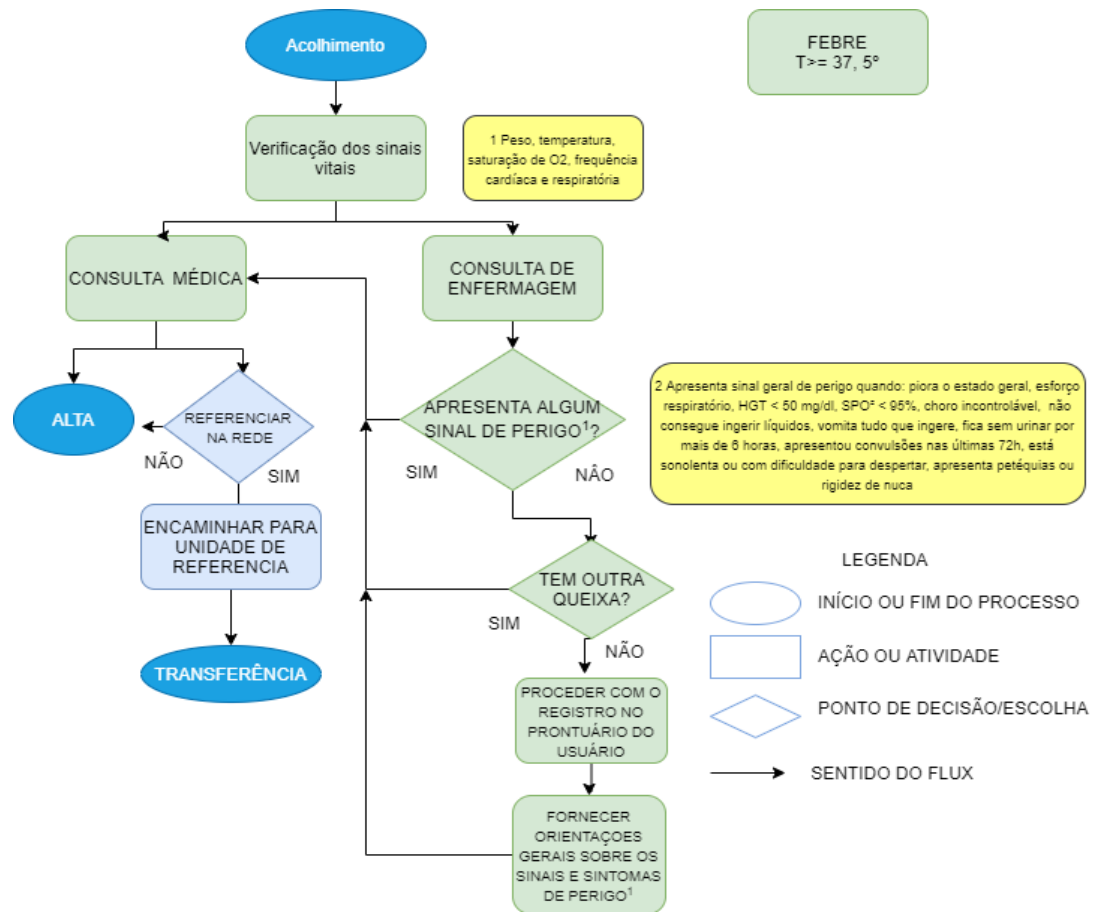 Acolhimento
FEBRE
T>= 37, 5º
Verificação dos sinais
vitais
1 Peso, temperatura,
saturação de O2, frequência
cardíaca e respiratória
CONSULTA MÉDICA
CONSULTA DE
ENFERMAGEM
ALTA
REFERENCIAR
NA REDE
NÃO
SIM
APRESENTA ALGUM
SINAL DE PERIGO¹?
SIM
NÂO
2 Apresenta sinal geral de perigo quando: piora o estado geral, esforço
respiratório, HGT < 50 mg/dl, SPO² < 95%, choro incontrolável, não
consegue ingerir líquidos, vomita tudo que ingere, fica sem urinar por
mais de 6 horas, apresentou convulsões nas últimas 72h, está
sonolenta ou com dificuldade para despertar, apresenta petéquias ou
rigidez de nuca
ENCAMINHAR PARA
UNIDADE DE
REFERENCIA
TRANSFERÊNCIA
TEM OUTRA
QUEIXA?
SIM
NÃO
PROCEDER COM O
REGISTRO NO
PRONTUÁRIO DO
USUÁRIO
FORNECER
ORIENTAÇOES
GERAIS SOBRE OS
SINAIS E SINTOMAS
DE PERIGO¹
LEGENDA
INÍCIO OU FIM DO PROCESSO
AÇÃO OU ATIVIDADE
PONTO DE DECISÃO/ESCOLHA
SENTIDO DO FLUX